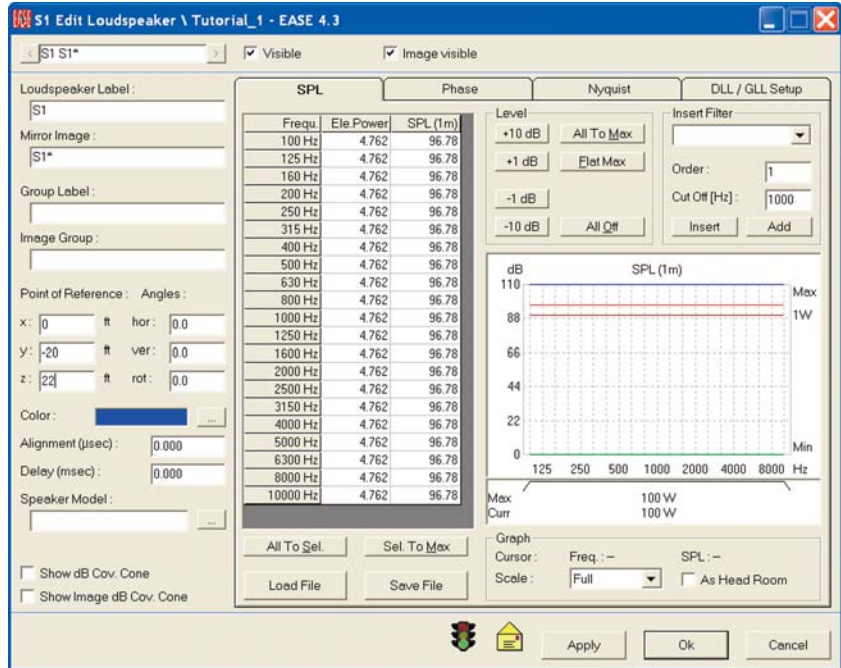 S1 Edit Loudspeaker \ Tutorial_1 - EASE 4.3
< S1 S1* >
Visible
Image visible
Loudspeaker Label :
S1
Mirror Image :
S1*
Group Label :
Image Group :
Point of Reference : Angles :
x : 0 ft hor : 0.0
y : -20 ft ver : 0.0
z : 22 ft rot : 0.0
Color :
...
Alignment (µsec) : 0.000
Delay (msec) : 0.000
Speaker Model :
...
Show dB Cov. Cone
Show Image dB Cov. Cone
SPL Phase Nyquist DLL / GLL Setup
Frequ. Ele.Power SPL (1m)
100 Hz 4.762 96.78
125 Hz 4.762 96.78
160 Hz 4.762 96.78
200 Hz 4.762 96.78
250 Hz 4.762 96.78
315 Hz 4.762 96.78
400 Hz 4.762 96.78
500 Hz 4.762 96.78
630 Hz 4.762 96.78
800 Hz 4.762 96.78
1000 Hz 4.762 96.78
1250 Hz 4.762 96.78
1600 Hz 4.762 96.78
2000 Hz 4.762 96.78
2500 Hz 4.762 96.78
3150 Hz 4.762 96.78
4000 Hz 4.762 96.78
5000 Hz 4.762 96.78
6300 Hz 4.762 96.78
8000 Hz 4.762 96.78
10000 Hz 4.762 96.78
All To Sel. Sel. To Max
Load File Save File
Level
+10 dB All To Max
+1 dB Flat Max
-1 dB
-10 dB All Off
Insert Filter
Order : 1
Cut Off [Hz] : 1000
Insert Add
dB SPL (1m)
110
Max
88 1W
66
44
22
0 Min
125 250 500 1000 2000 4000 8000 Hz
Max 100 W
Curr 100 W
Graph
Cursor : Freq. : – SPL : –
Scale : Full As Head Room
Apply Ok Cancel